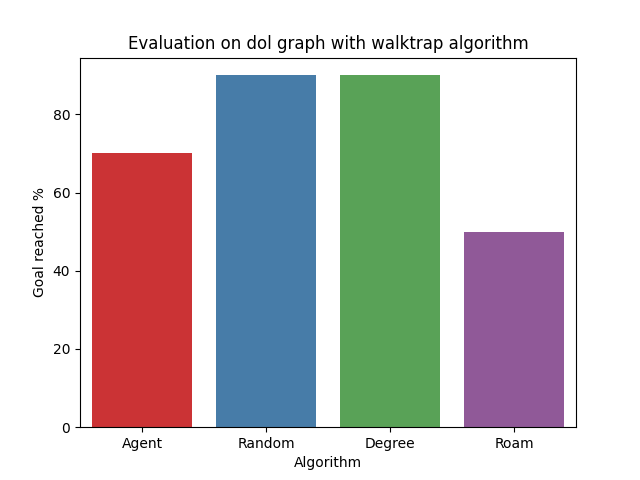 Evaluation on dol graph with walktrap algorithm
Goal reached %
80
60
40
20
0
Agent Random Degree Roam
Algorithm